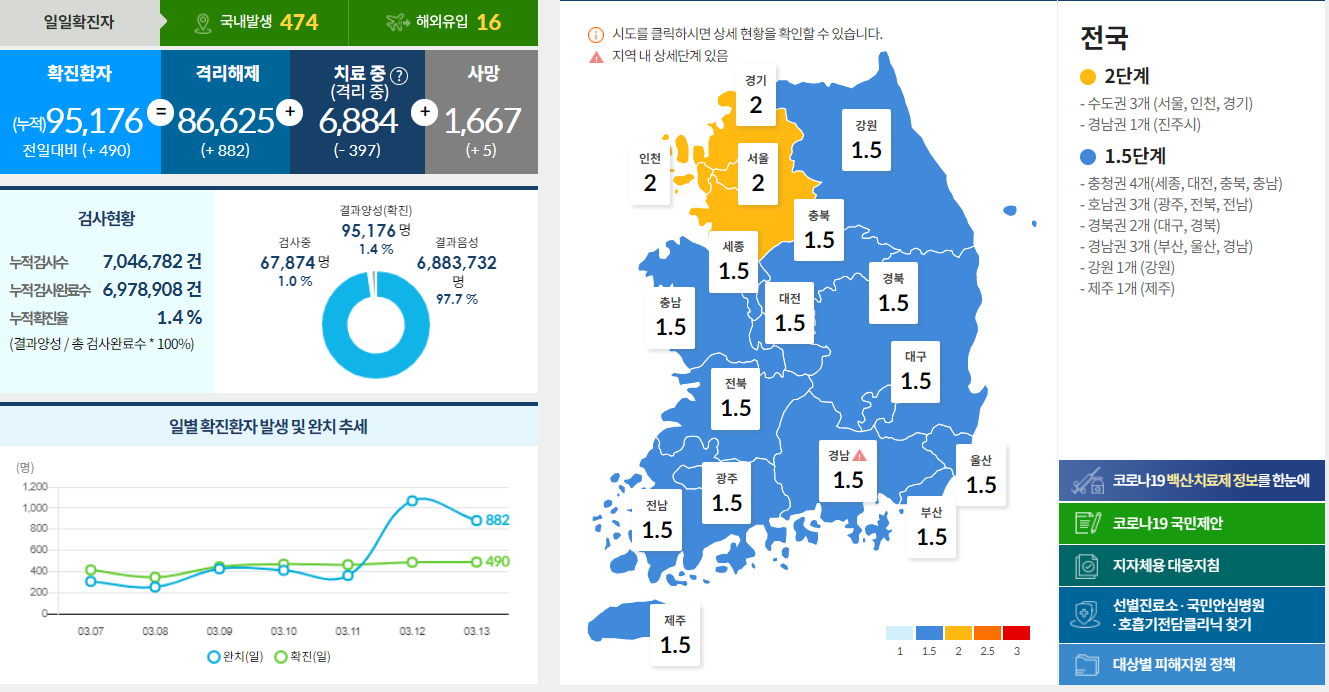 일일확진자
국내발생 474
해외유입 16
확진환자
(누적)95,176
전일대비 (+ 490)
=
격리해제
86,625
(+ 882)
+
치료 중 ?
(격리 중)
6,884
(- 397)
+
사망
1,667
(+ 5)
검사현황
누적검사수 7,046,782 건
누적검사완료수 6,978,908 건
누적확진율 1.4 %
(결과양성 / 총 검사완료수 * 100%)
결과양성(확진)
95,176 명
1.4 %
검사중
67,874 명
1.0 %
결과음성
6,883,732
명
97.7 %
일별 확진환자 발생 및 완치 추세
(명)
1,200
1,000
800
600
400
200
0
882
490
03.07 03.08 03.09 03.10 03.11 03.12 03.13
완치(일) 확진(일)
시도를 클릭하시면 상세 현황을 확인할 수 있습니다.
지역 내 상세단계 있음
경기
2
강원
1.5
인천
2
서울
2
충북
1.5
세종
1.5
경북
1.5
충남
1.5
대전
1.5
대구
1.5
전북
1.5
경남
1.5
울산
1.5
광주
1.5
전남
1.5
부산
1.5
제주
1.5
1 1.5 2 2.5 3
전국
2단계
- 수도권 3개 (서울, 인천, 경기)
- 경남권 1개 (진주시)
1.5단계
- 충청권 4개(세종, 대전, 충북, 충남)
- 호남권 3개 (광주, 전북, 전남)
- 경북권 2개 (대구, 경북)
- 경남권 3개 (부산, 울산, 경남)
- 강원 1개 (강원)
- 제주 1개 (제주)
코로나19 백신·치료제 정보를 한눈에
코로나19 국민제안
지자체용 대응지침
선별진료소 · 국민안심병원
· 호흡기전담클리닉 찾기
대상별 피해지원 정책